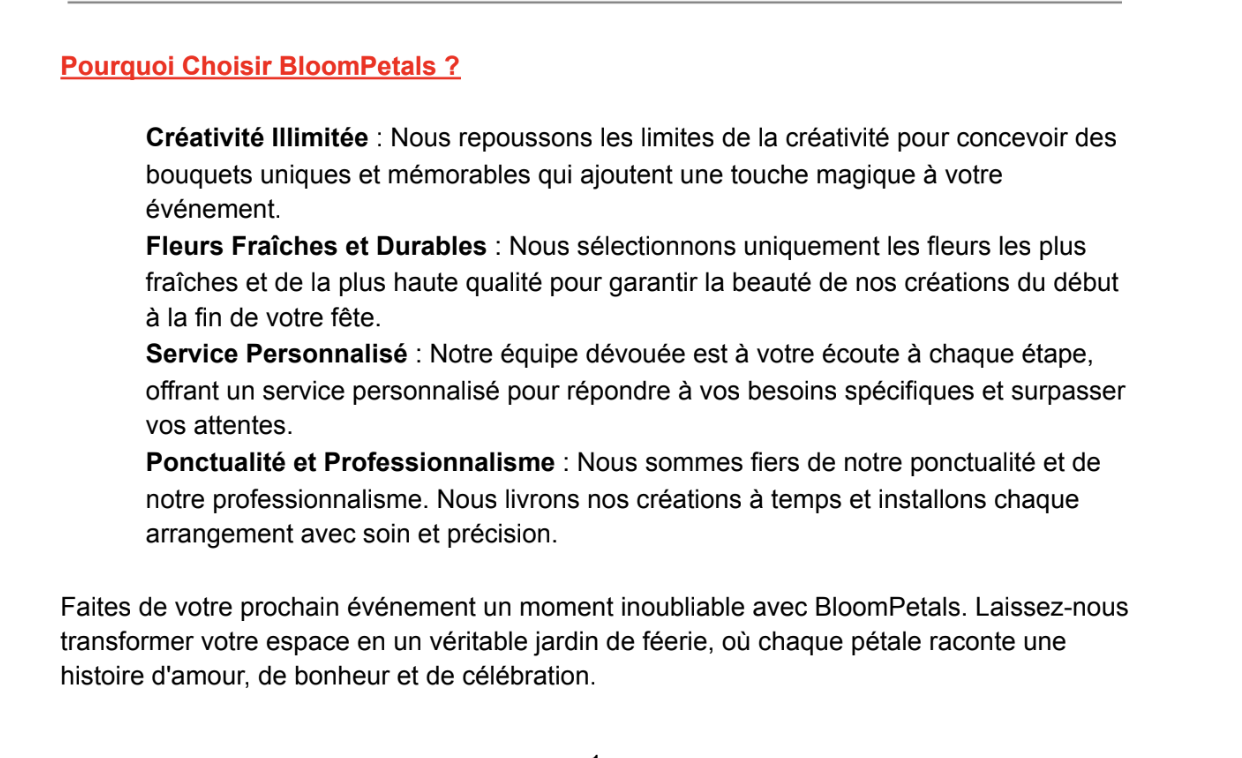 Pourquoi Choisir BloomPetals ?
Créativité Illimitée : Nous repoussons les limites de la créativité pour concevoir des
bouquets uniques et mémorables qui ajoutent une touche magique à votre
événement.
Fleurs Fraîches et Durables : Nous sélectionnons uniquement les fleurs les plus
fraîches et de la plus haute qualité pour garantir la beauté de nos créations du début
à la fin de votre fête.
Service Personnalisé : Notre équipe dévouée est à votre écoute à chaque étape,
offrant un service personnalisé pour répondre à vos besoins spécifiques et surpasser
vos attentes.
Ponctualité et Professionnalisme : Nous sommes fiers de notre ponctualité et de
notre professionnalisme. Nous livrons nos créations à temps et installons chaque
arrangement avec soin et précision.
Faites de votre prochain événement un moment inoubliable avec BloomPetals. Laissez-nous
transformer votre espace en un véritable jardin de féerie, où chaque pétale raconte une
histoire d'amour, de bonheur et de célébration.